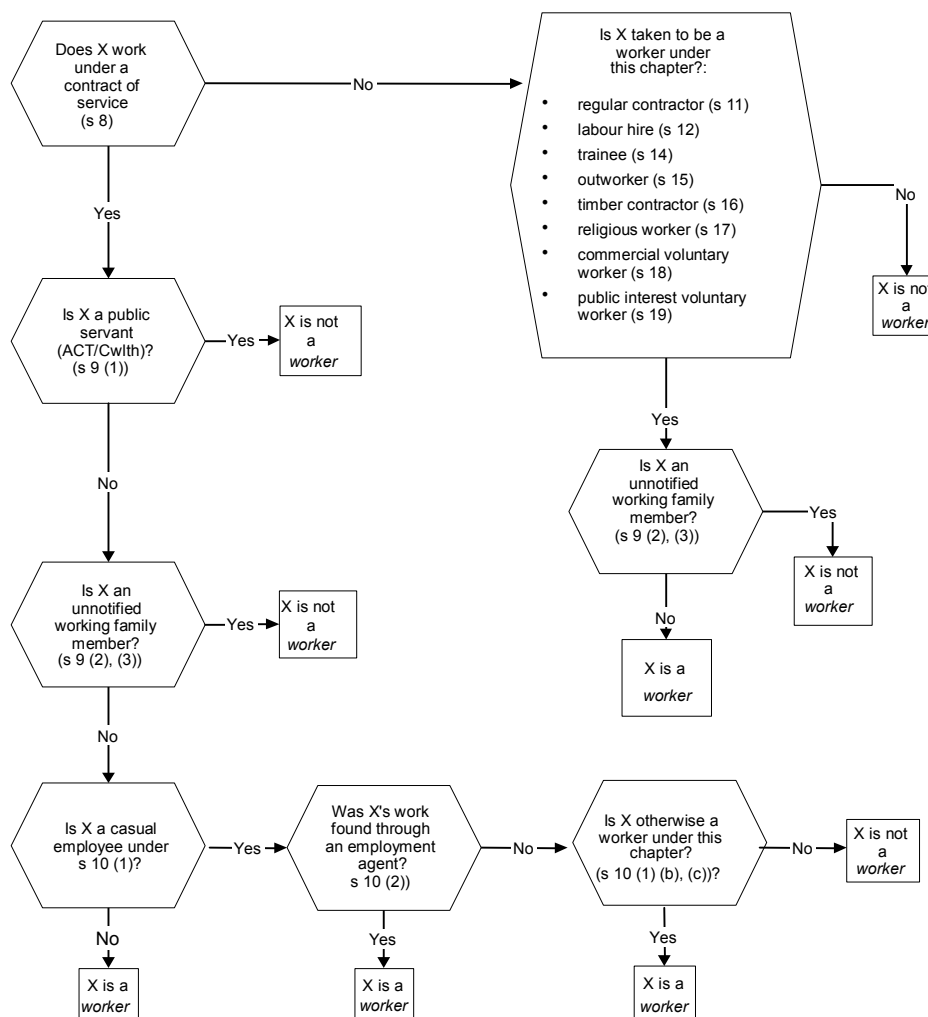 Does X work
under a
contract of
service
(s 8)
No
Is X taken to be a
worker under
this chapter?:
• regular contractor (s 11)
• labour hire (s 12)
• trainee (s 14)
• outworker (s 15)
• timber contractor (s 16)
• religious worker (s 17)
• commercial voluntary
worker (s 18)
• public interest voluntary
worker (s 19)
No
X is not
a
worker
Yes
Is X a public
servant
(ACT/Cwlth)?
(s 9 (1))
Yes
X is not
a
worker
Yes
Is X an
unnotified
working family
member?
(s 9 (2), (3))
Yes
X is not
a
worker
No
X is a
worker
No
Is X an
unnotified
working family
member?
(s 9 (2), (3))
Yes
X is not
a
worker
No
Is X a casual
employee under
s 10 (1)?
Yes
Was X's work
found through
an employment
agent?
s 10 (2))
No
Is X otherwise a
worker under this
chapter?
(s 10 (1) (b), (c))?
No
X is not
a
worker
No
X is a
worker
Yes
X is a
worker
Yes
X is a
worker